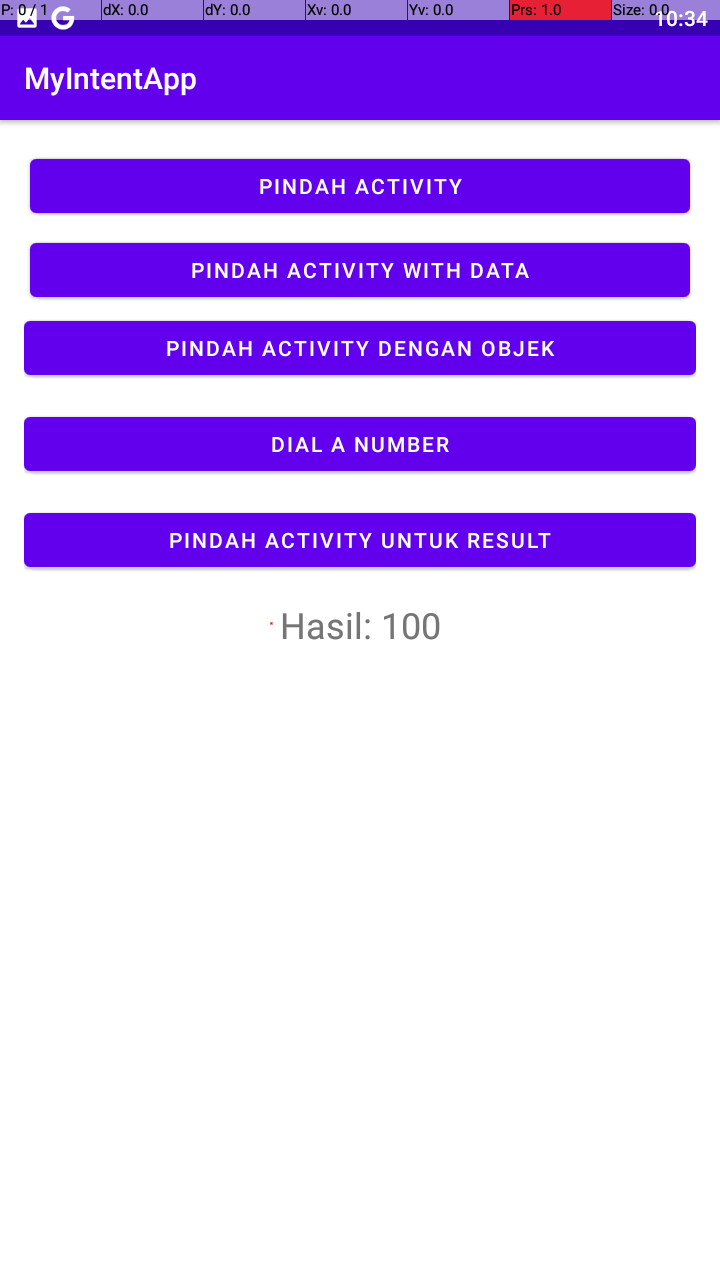 P: 0 / 1 dX: 0.0 dY: 0.0 Xv: 0.0 Yv: 0.0 Prs: 1.0 Size: 0.0
10:34
MyIntentApp
PINDAH ACTIVITY
PINDAH ACTIVITY WITH DATA
PINDAH ACTIVITY DENGAN OBJEK
DIAL A NUMBER
PINDAH ACTIVITY UNTUK RESULT
Hasil: 100